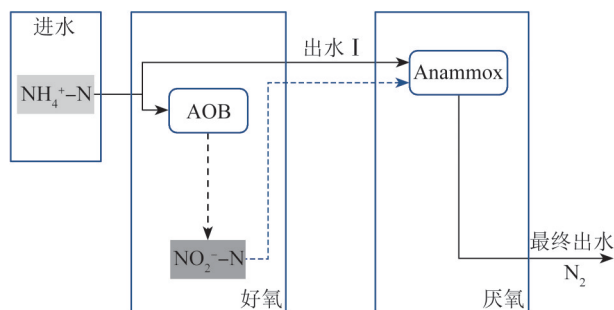 进水
NH₄⁺–N
AOB
NO₂⁻–N
好氧
出水 I
Anammox
厌氧
最终出水
N₂